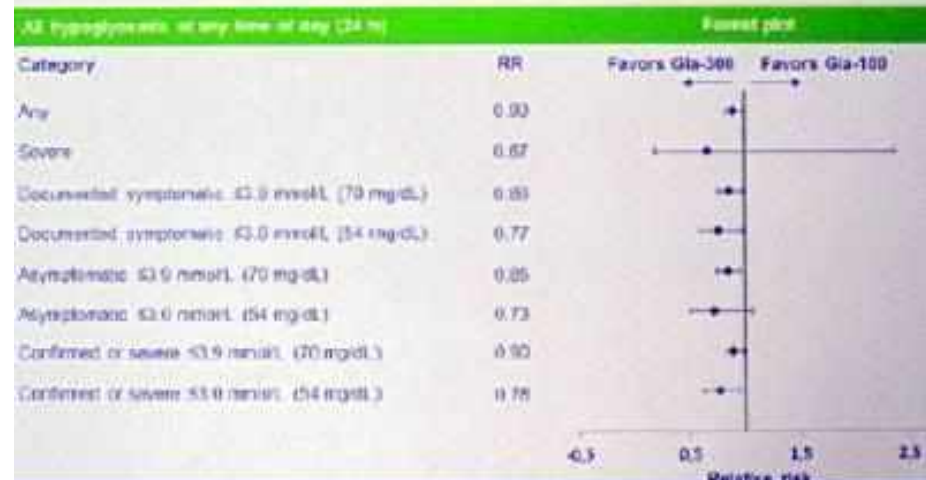 All hypoglycemia at any time of day (24 h) Forest plot
Category RR Favors Gla-300 Favors Gla-100
Any 0.93
Severe 0.67
Documented symptomatic ≤3.9 mmol/L (70 mg/dL)
Documented symptomatic ≤3.0 mmol/L (54 mg/dL) 0.77
Asymptomatic ≤3.9 mmol/L (70 mg/dL) 0.85
Asymptomatic ≤3.0 mmol/L (54 mg/dL) 0.73
Confirmed or severe ≤3.9 mmol/L (70 mg/dL) 0.90
Confirmed or severe ≤3.0 mmol/L (54 mg/dL) 0.78
-0,5 0,5 1,5 2,5
Relative risk